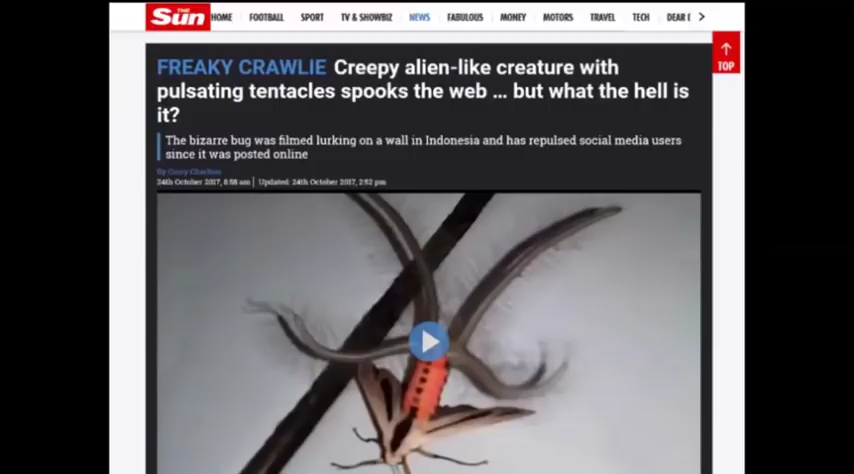 THE
Sun
HOME FOOTBALL SPORT TV & SHOWBIZ NEWS FABULOUS MONEY MOTORS TRAVEL TECH DEAR
TOP
FREAKY CRAWLIE Creepy alien-like creature with
pulsating tentacles spooks the web ... but what the hell is
it?
The bizarre bug was filmed lurking on a wall in Indonesia and has repulsed social media users
since it was posted online
By
24th October 2017, 8:58 am | Updated: 24th October 2017, 2:52 pm